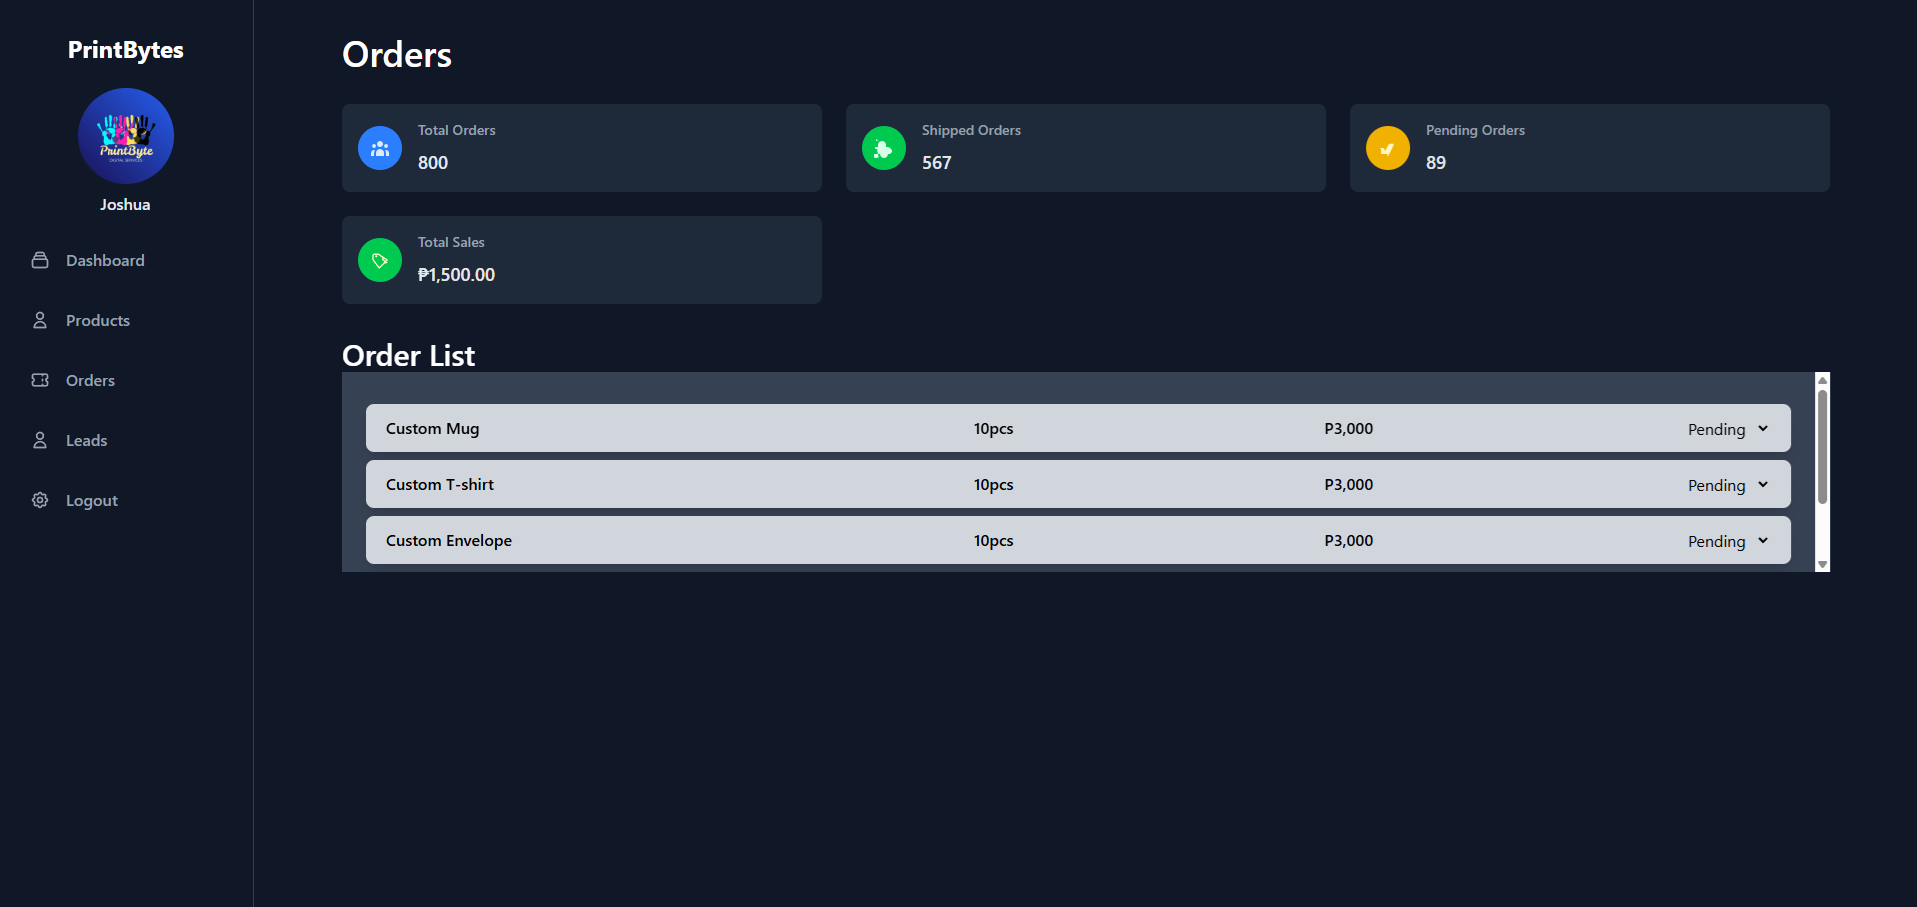 PrintBytes
PrintByte
DIGITAL SERVICES
Joshua
Dashboard
Products
Orders
Leads
Logout
Orders
Total Orders
800
Shipped Orders
567
Pending Orders
89
Total Sales
₱1,500.00
Order List
Custom Mug 10pcs P3,000 Pending
Custom T-shirt 10pcs P3,000 Pending
Custom Envelope 10pcs P3,000 Pending